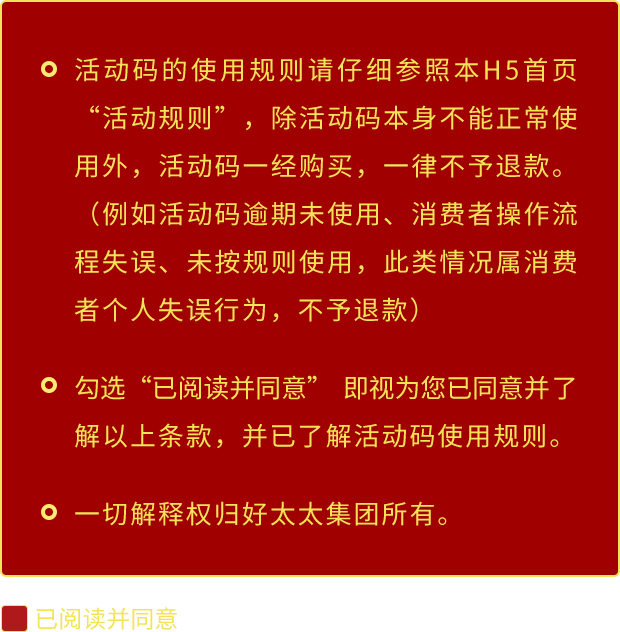 活动码的使用规则请仔细参照本H5首页
“活动规则”，除活动码本身不能正常使
用外，活动码一经购买，一律不予退款。
（例如活动码逾期未使用、消费者操作流
程失误、未按规则使用，此类情况属消费
者个人失误行为，不予退款）
勾选“已阅读并同意” 即视为您已同意并了
解以上条款，并已了解活动码使用规则。
一切解释权归好太太集团所有。
已阅读并同意